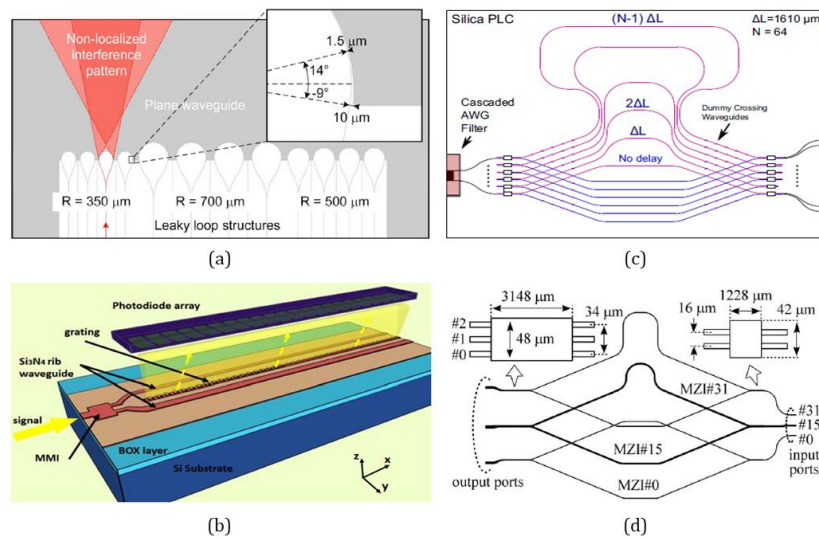 Non-localized
interference
pattern
Plane waveguide
1.5 μm
14°
-9°
10 μm
R = 350 μm
R = 700 μm
R = 500 μm
Leaky loop structures
(a)
Silica PLC
(N-1) ΔL
ΔL=1610 μm
N = 64
Cascaded
AWG
Filter
2ΔL
ΔL
No delay
Dummy Crossing
Waveguides
(c)
Photodiode array
grating
Si3N4 rib
waveguide
signal
MMI
BOX layer
Si Substrate
z
x
y
(b)
3148 μm
34 μm
#2
#1
#0
48 μm
1228 μm
16 μm
42 μm
MZI#31
MZI#15
MZI#0
#31
#15
#0
output ports
input
ports
(d)